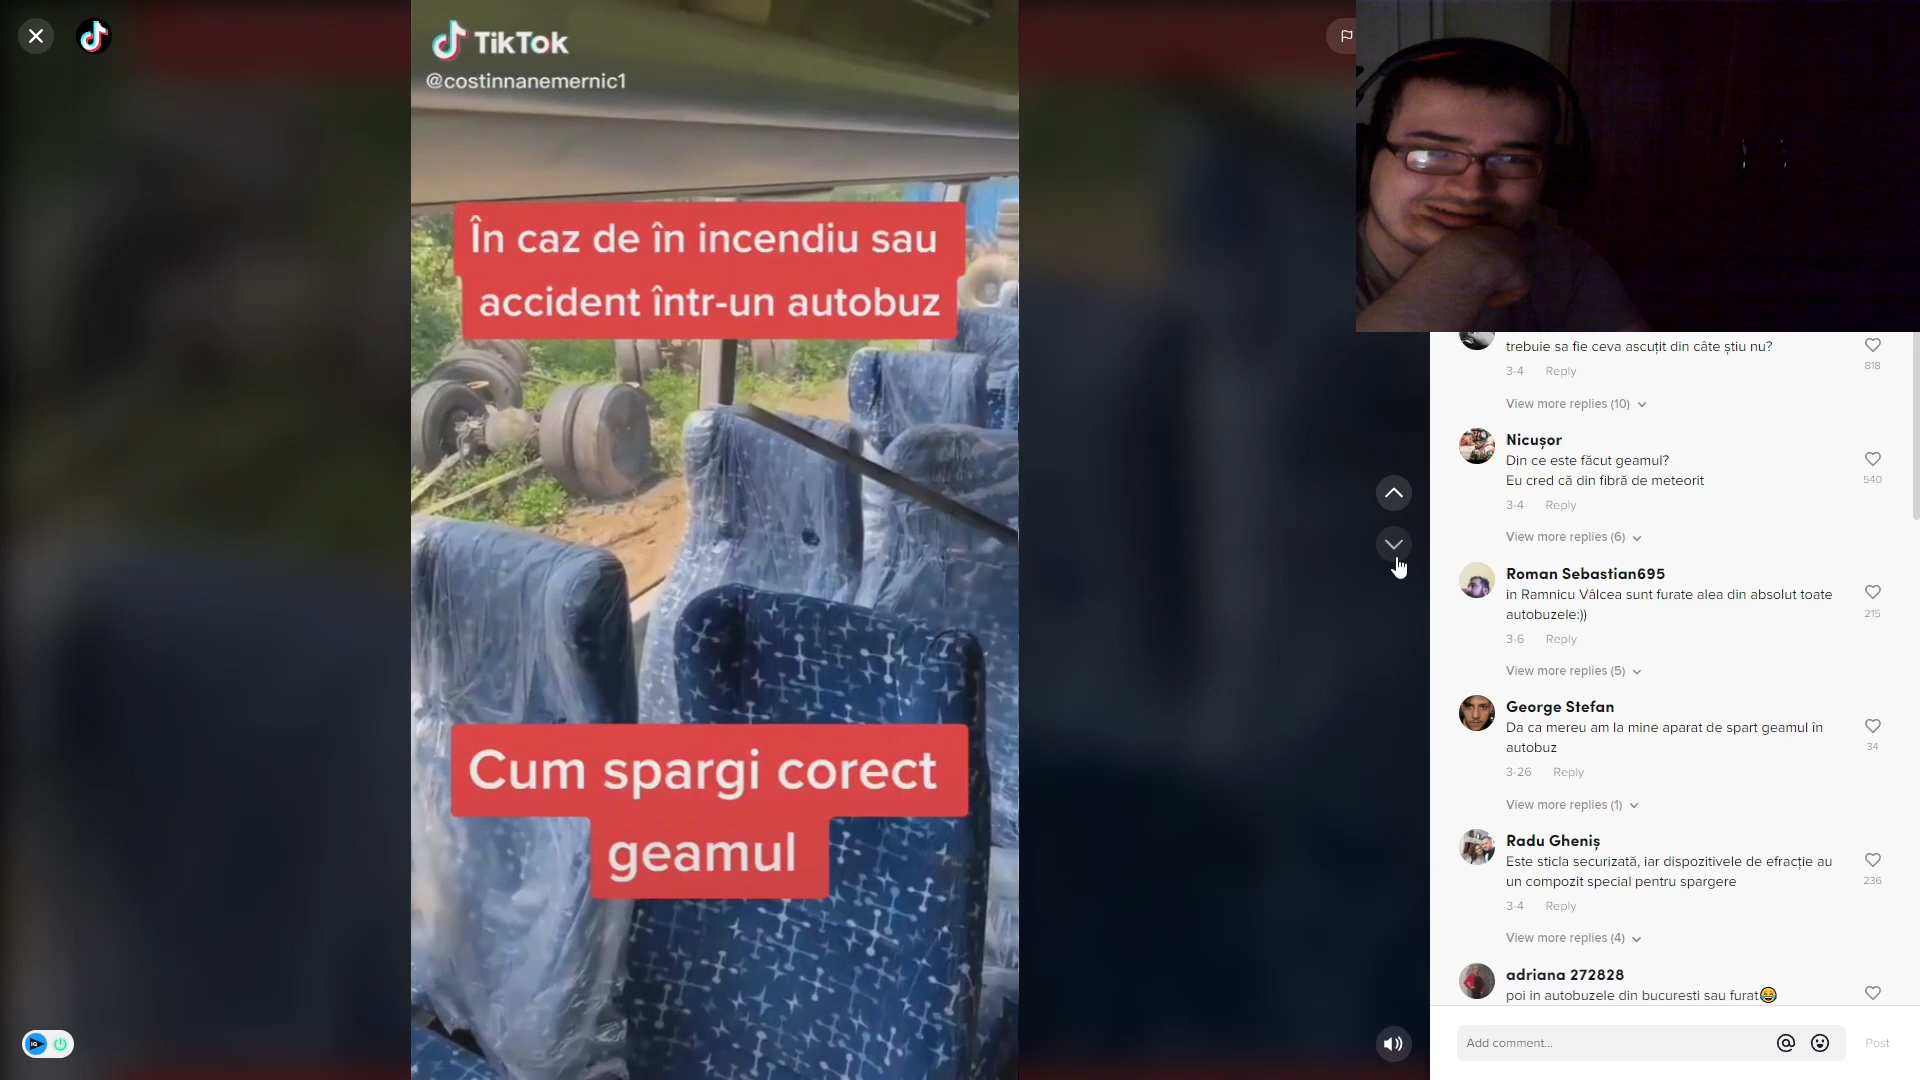 TikTok
@costinnanemernic1
În caz de în incendiu sau
accident într-un autobuz
Cum spargi corect
geamul
trebuie sa fie ceva ascuțit din câte știu nu?
818
3-4 Reply
View more replies (10)
Nicușor
Din ce este făcut geamul?
Eu cred că din fibră de meteorit
540
3-4 Reply
View more replies (6)
Roman Sebastian695
in Ramnicu Vâlcea sunt furate alea din absolut toate
autobuzele:))
215
3-6 Reply
View more replies (5)
George Stefan
Da ca mereu am la mine aparat de spart geamul în
autobuz
34
3-26 Reply
View more replies (1)
Radu Gheniș
Este sticla securizată, iar dispozitivele de efracție au
un compozit special pentru spargere
236
3-4 Reply
View more replies (4)
adriana 272828
poi in autobuzele din bucuresti sau furat😂
Add comment...
Post